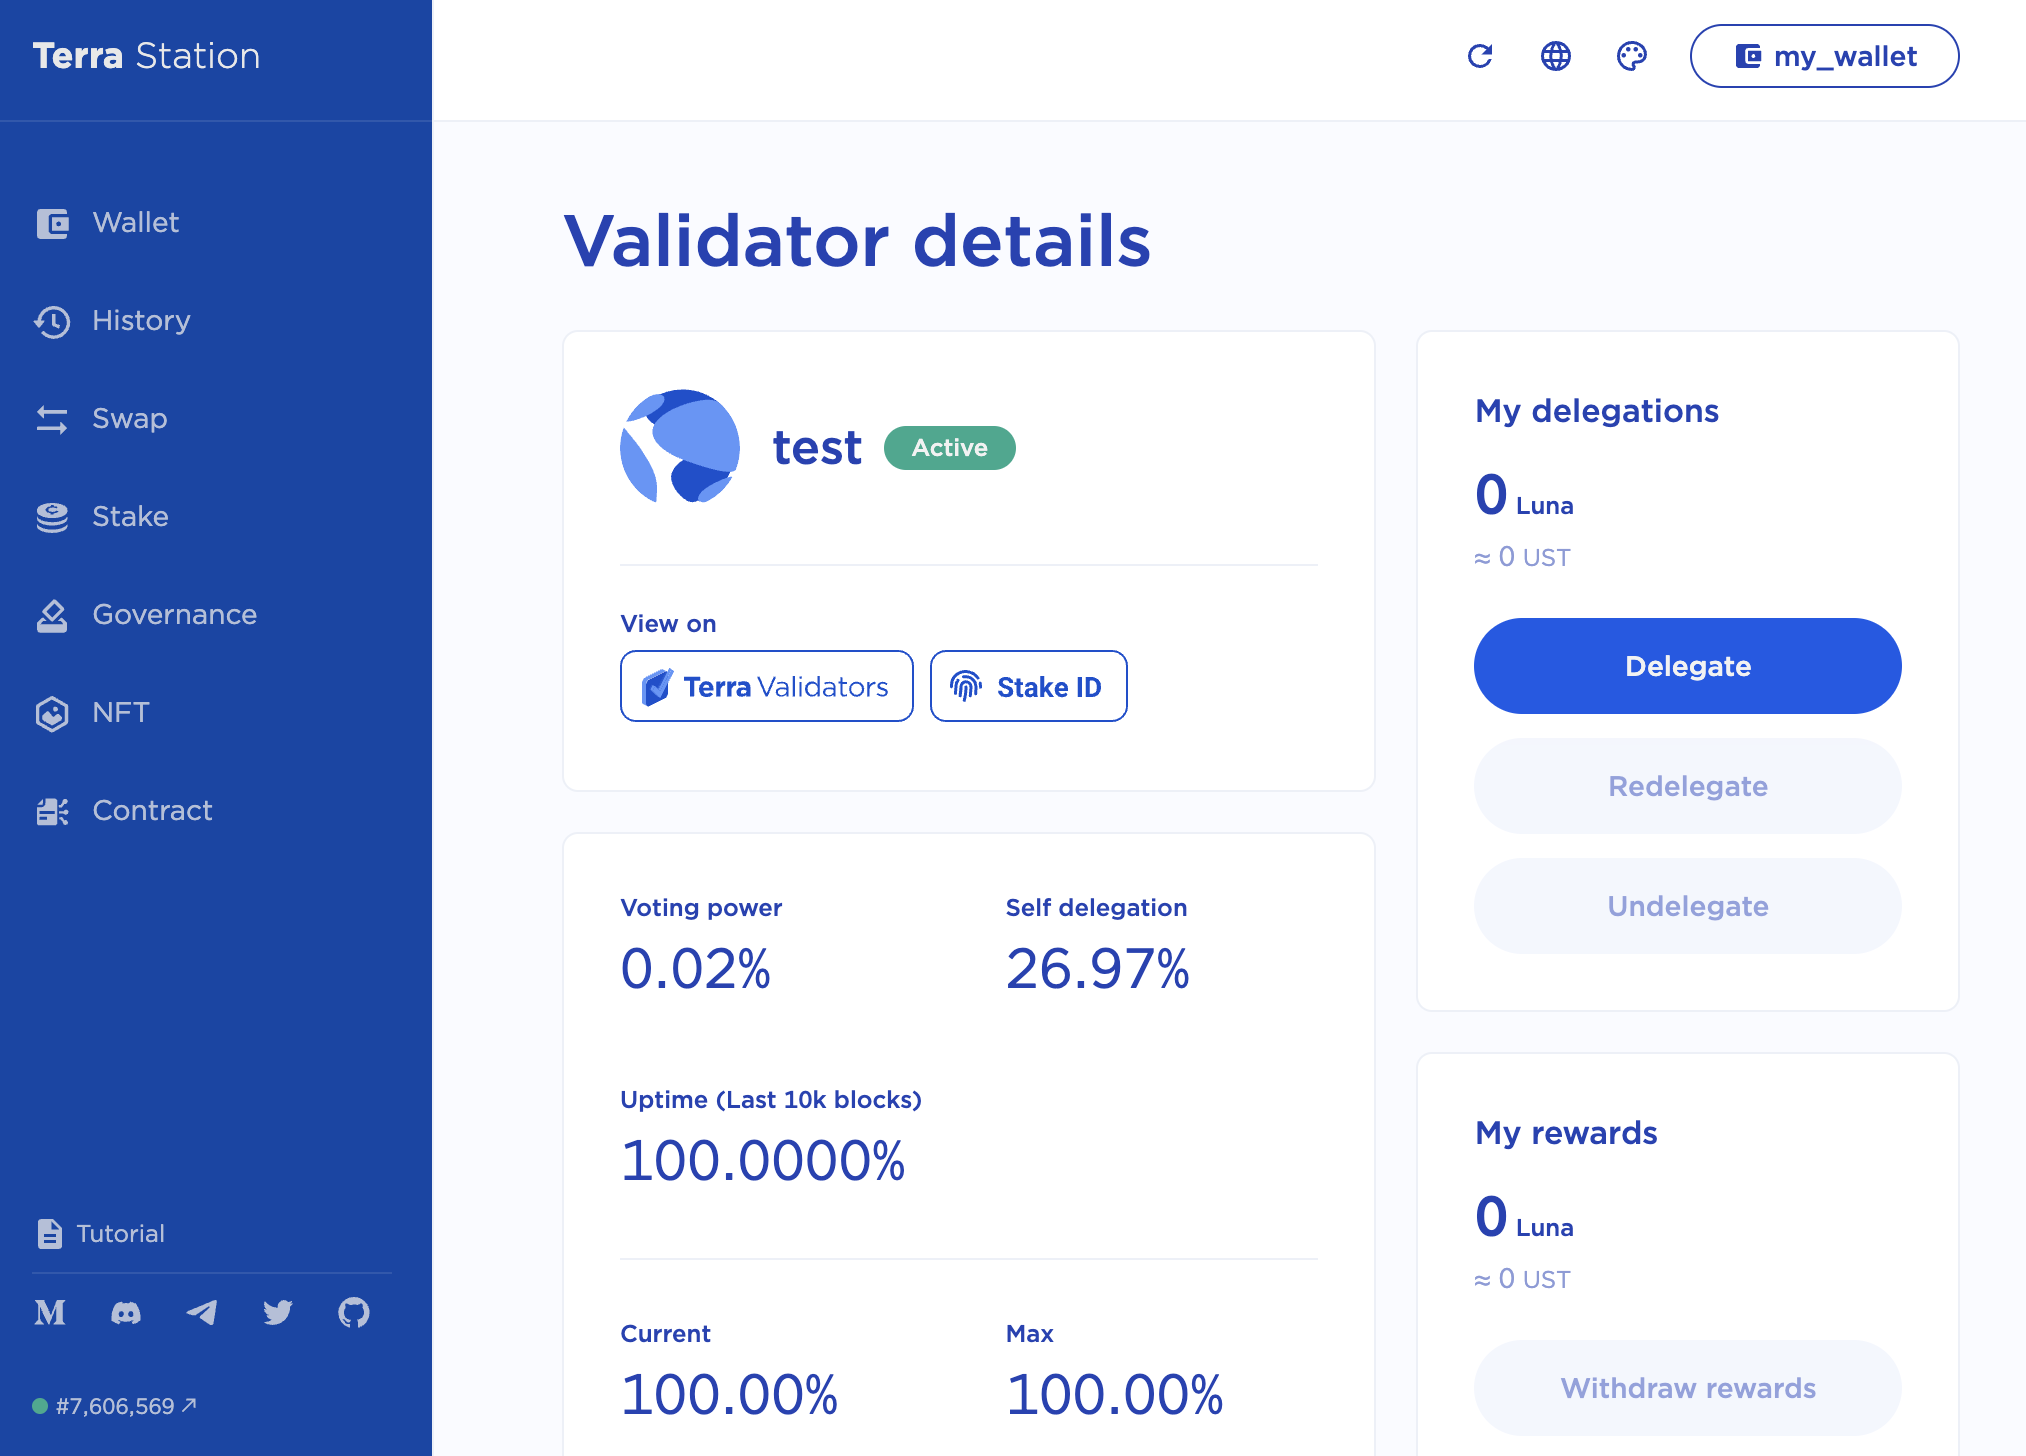 Terra Station
my_wallet
Wallet
History
Swap
Stake
Governance
NFT
Contract
Tutorial
#7,606,569
Validator details
test
Active
View on
Terra Validators
Stake ID
Voting power
0.02%
Self delegation
26.97%
Uptime (Last 10k blocks)
100.0000%
Current
100.00%
Max
100.00%
My delegations
0 Luna
≈ 0 UST
Delegate
Redelegate
Undelegate
My rewards
0 Luna
≈ 0 UST
Withdraw rewards